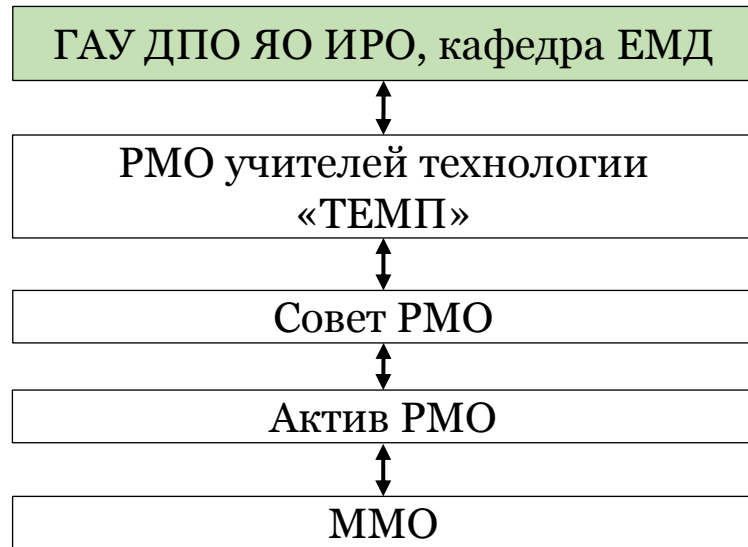 ГАУ ДПО ЯО ИРО, кафедра ЕМД
РМО учителей технологии
«ТЕМП»
Совет РМО
Актив РМО
ММО